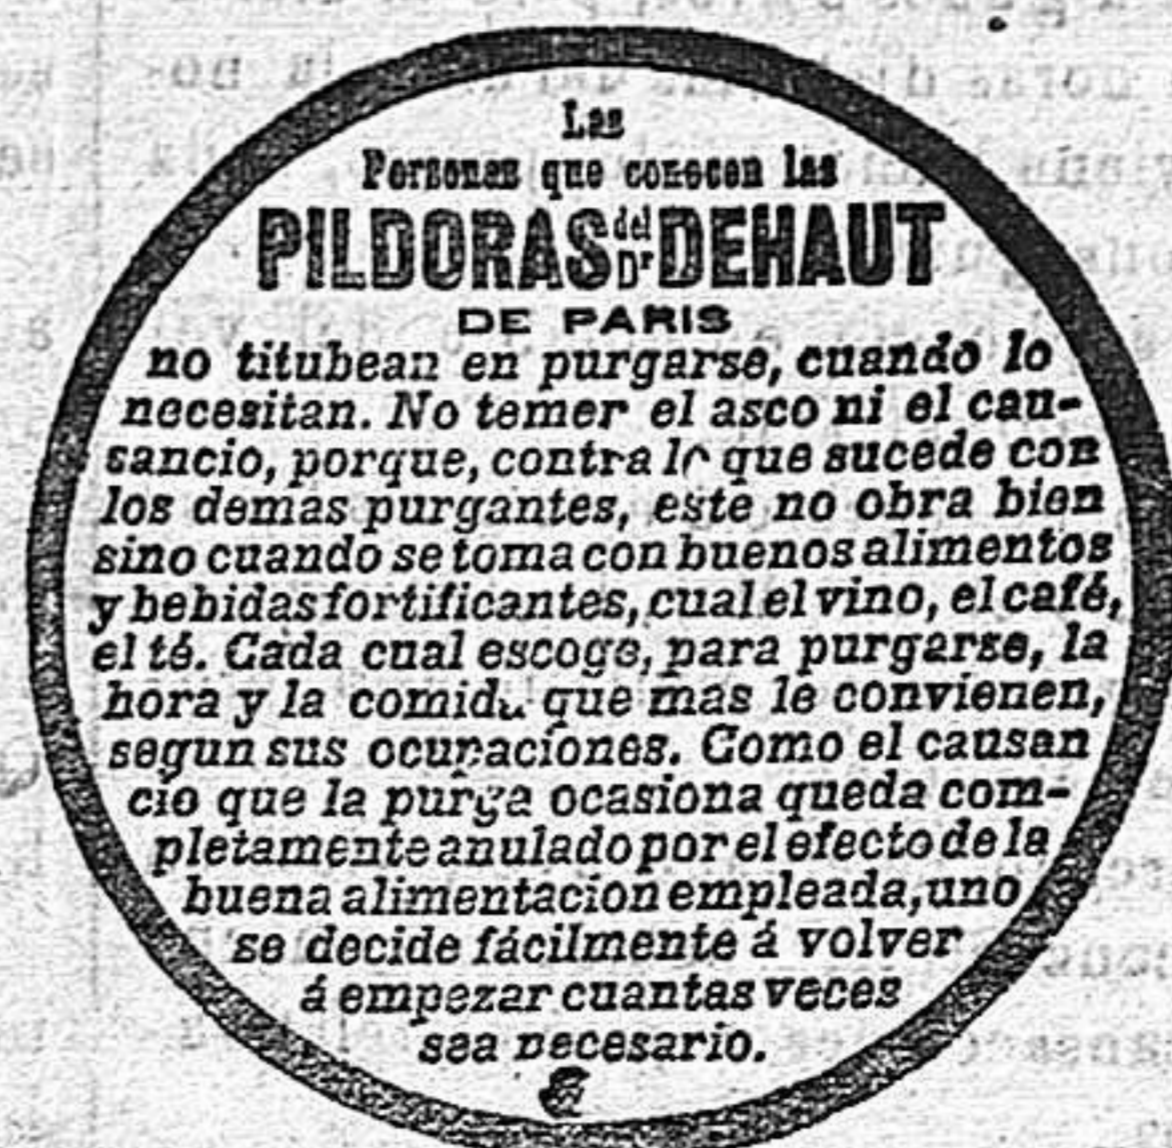 Las
Personas que conocen las
PILDORAS del Dr DEHAUT
DE PARIS
no titubean en purgarse, cuando lo
necesitan. No temer el asco ni el cau-
sancio, porque, contra lo que sucede con
los demas purgantes, este no obra bien
sino cuando se toma con buenos alimentos
y bebidas fortificantes, cual el vino, el café,
el té. Cada cual escoge, para purgarse, la
hora y la comida que mas le convienen,
segun sus ocupaciones. Como el causan
cio que la purga ocasiona queda com-
pletamente anulado por el efecto de la
buena alimentacion empleada, uno
se decide fácilmente á volver
á empezar cuantas veces
sea necesario.